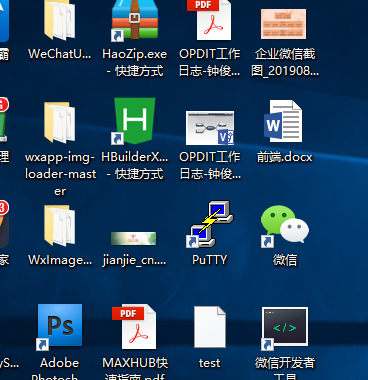 PDF
霸
WeChatU...
HaoZip.exe
- 快捷方式
OPDIT工作
日志-钟俊...
企业微信截
图_201908...
理
wxapp-img-
loader-mast
er
HBuilderX...
- 快捷方式
OPDIT工作
日志-钟俊...
前端.docx
家
WxImage...
jianjie_cn....
PuTTY
微信
Ps
PDF
yS...
Adobe
Photosh...
MAXHUB快
速指南.pdf
test
微信开发者
工具